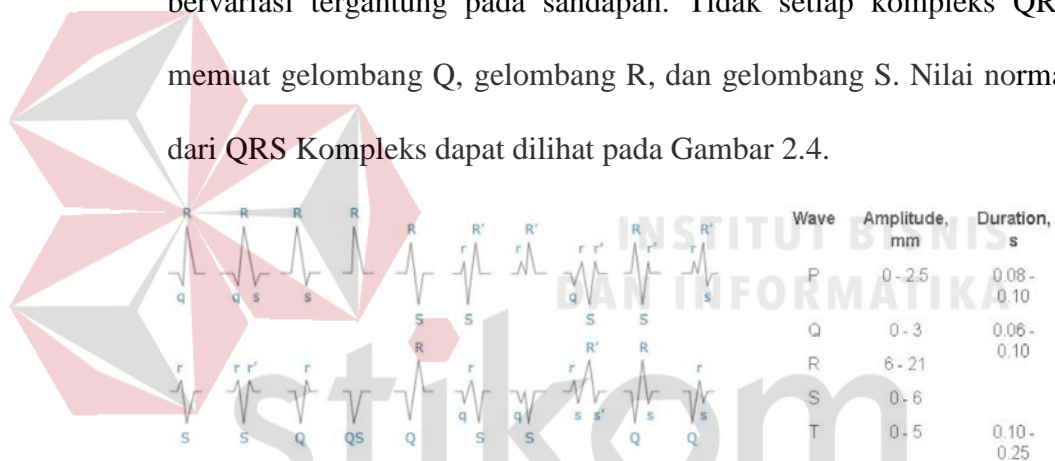 bervariasi tergantung pada sandapan. Tidak setiap kompleks QR
memuat gelombang Q, gelombang R, dan gelombang S. Nilai norma
dari QRS Kompleks dapat dilihat pada Gambar 2.4.
R R R R R r R' R' r r' R r' r R'
q q s s S S q S S s
r r r' r R r r R' R r
S S Q QS Q q S q S s s' Q s Q s
Wave Amplitude, mm Duration, s
P 0 - 2.5 0.08 - 0.10
Q 0 - 3 0.06 - 0.10
R 6 - 21
S 0 - 6
T 0 - 5 0.10 - 0.25
INSTITUT BISNIS
DAN INFORMATIKA
stikom